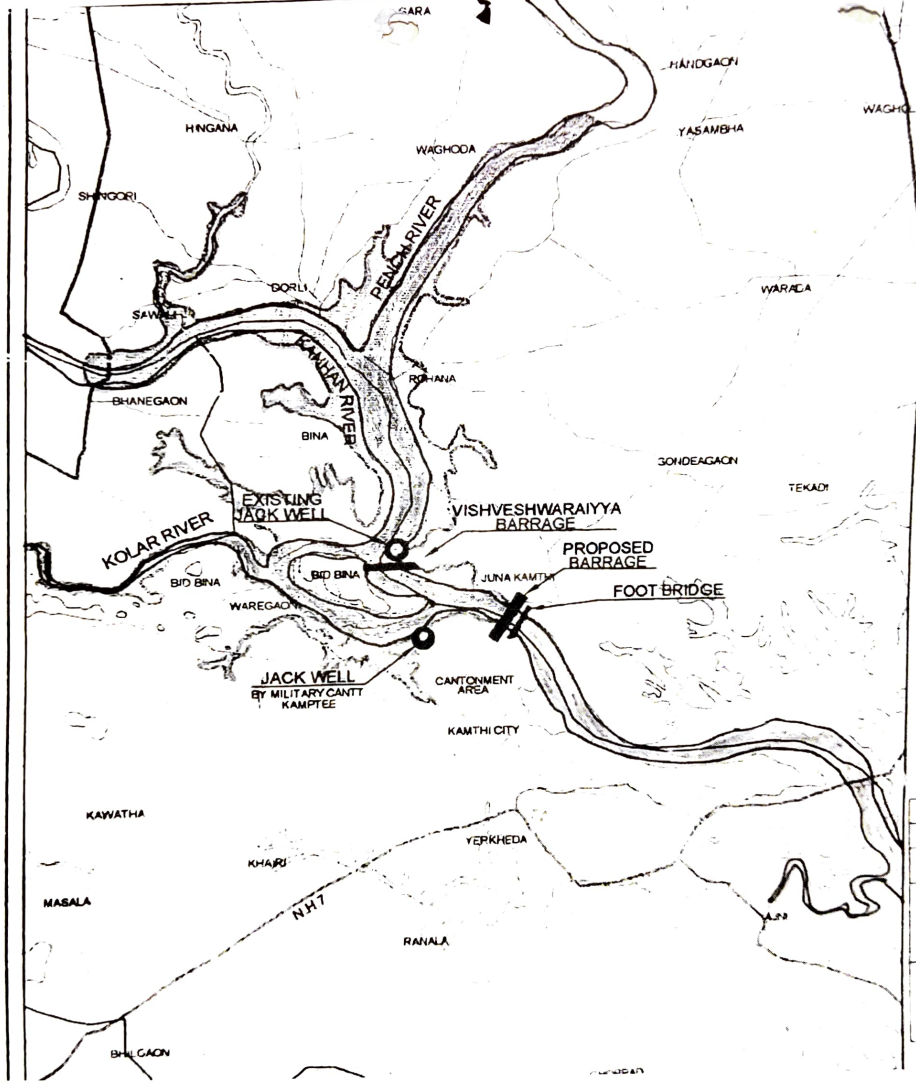 HANDGAON
WAGHOL
YASAMBHA
HINGANA
WAGHODA
SHINGORI
PENCH RIVER
DORLI
WARADA
SAWALI
KANHAN RIVER
ROHANA
BHANEGAON
BINA
GONDEAGAON
TEKADI
EXISTING
JACK WELL
VISHVESHWARAIYYA
BARRAGE
KOLAR RIVER
PROPOSED
BARRAGE
BID BINA
BID BINA
JUNA KAMTHI
FOOT BRIDGE
WAREGAON
JACK WELL
BY MILITARY CANTT
KAMPTEE
CANTONMENT
AREA
KAMTHI CITY
KAWATHA
YERKHEDA
KHAIRI
MASALA
N.H.7
AJNI
RANALA
BHILGAON